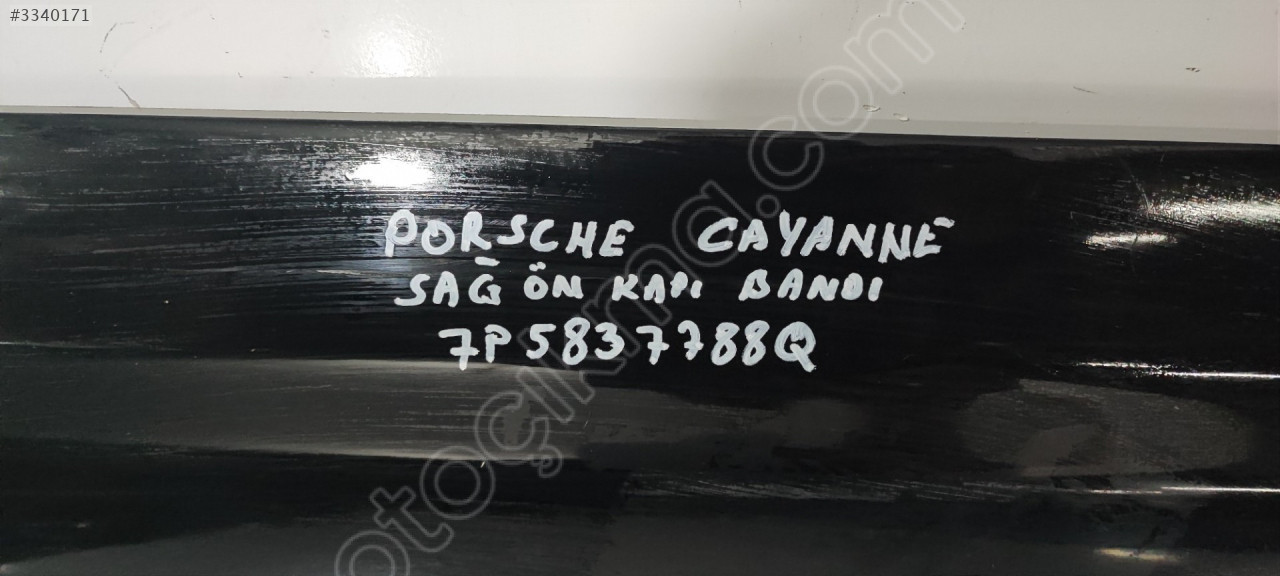 #3340171
PORSCHE CAYANNE
SAĞ ÖN KAPI BANDI
7P5837788Q
otoçıkma.com